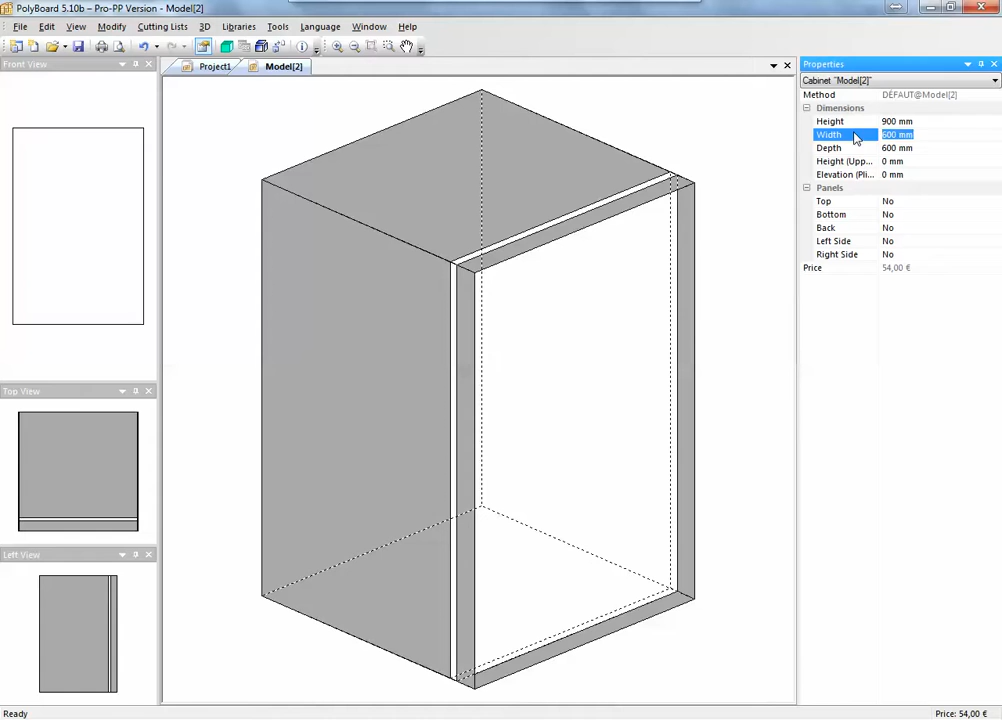 PolyBoard 5.10b – Pro-PP Version - Model[2]
File Edit View Modify Cutting Lists 3D Libraries Tools Language Window Help
Front View
Project1 Model[2]
Properties
Cabinet "Model[2]"
Method DÉFAUT@Model[2]
Dimensions
Height 900 mm
Width 600 mm
Depth 600 mm
Height (Upp... 0 mm
Elevation (Pli... 0 mm
Panels
Top No
Bottom No
Back No
Left Side No
Right Side No
Price 54,00 €
Top View
Left View
Ready
Price: 54,00 €